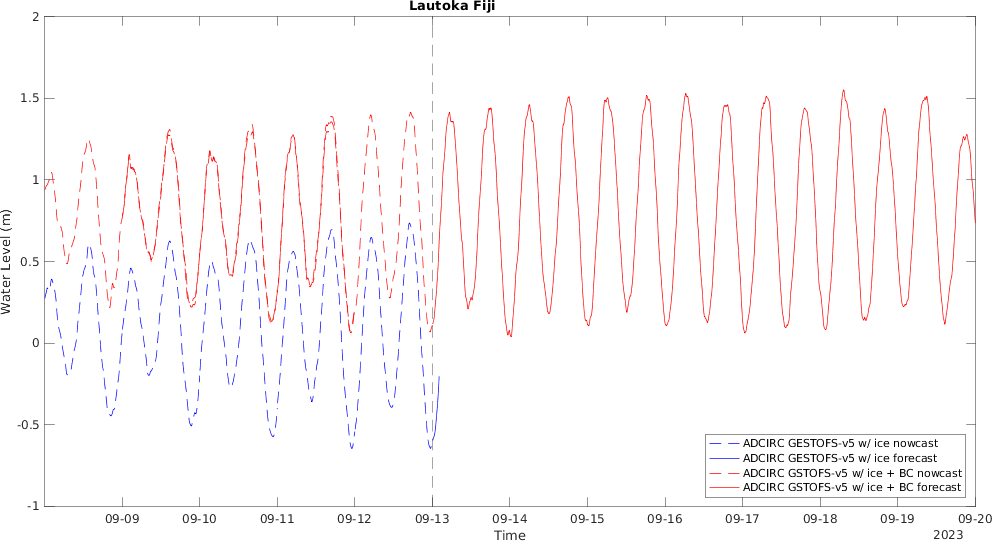 Lautoka Fiji
2
1.5
1
0.5
0
-0.5
-1
Water Level (m)
ADCIRC GESTOFS-v5 w/ ice nowcast
ADCIRC GESTOFS-v5 w/ ice forecast
ADCIRC GSTOFS-v5 w/ ice + BC nowcast
ADCIRC GSTOFS-v5 w/ ice + BC forecast
09-09 09-10 09-11 09-12 09-13 09-14 09-15 09-16 09-17 09-18 09-19 09-20
Time
2023